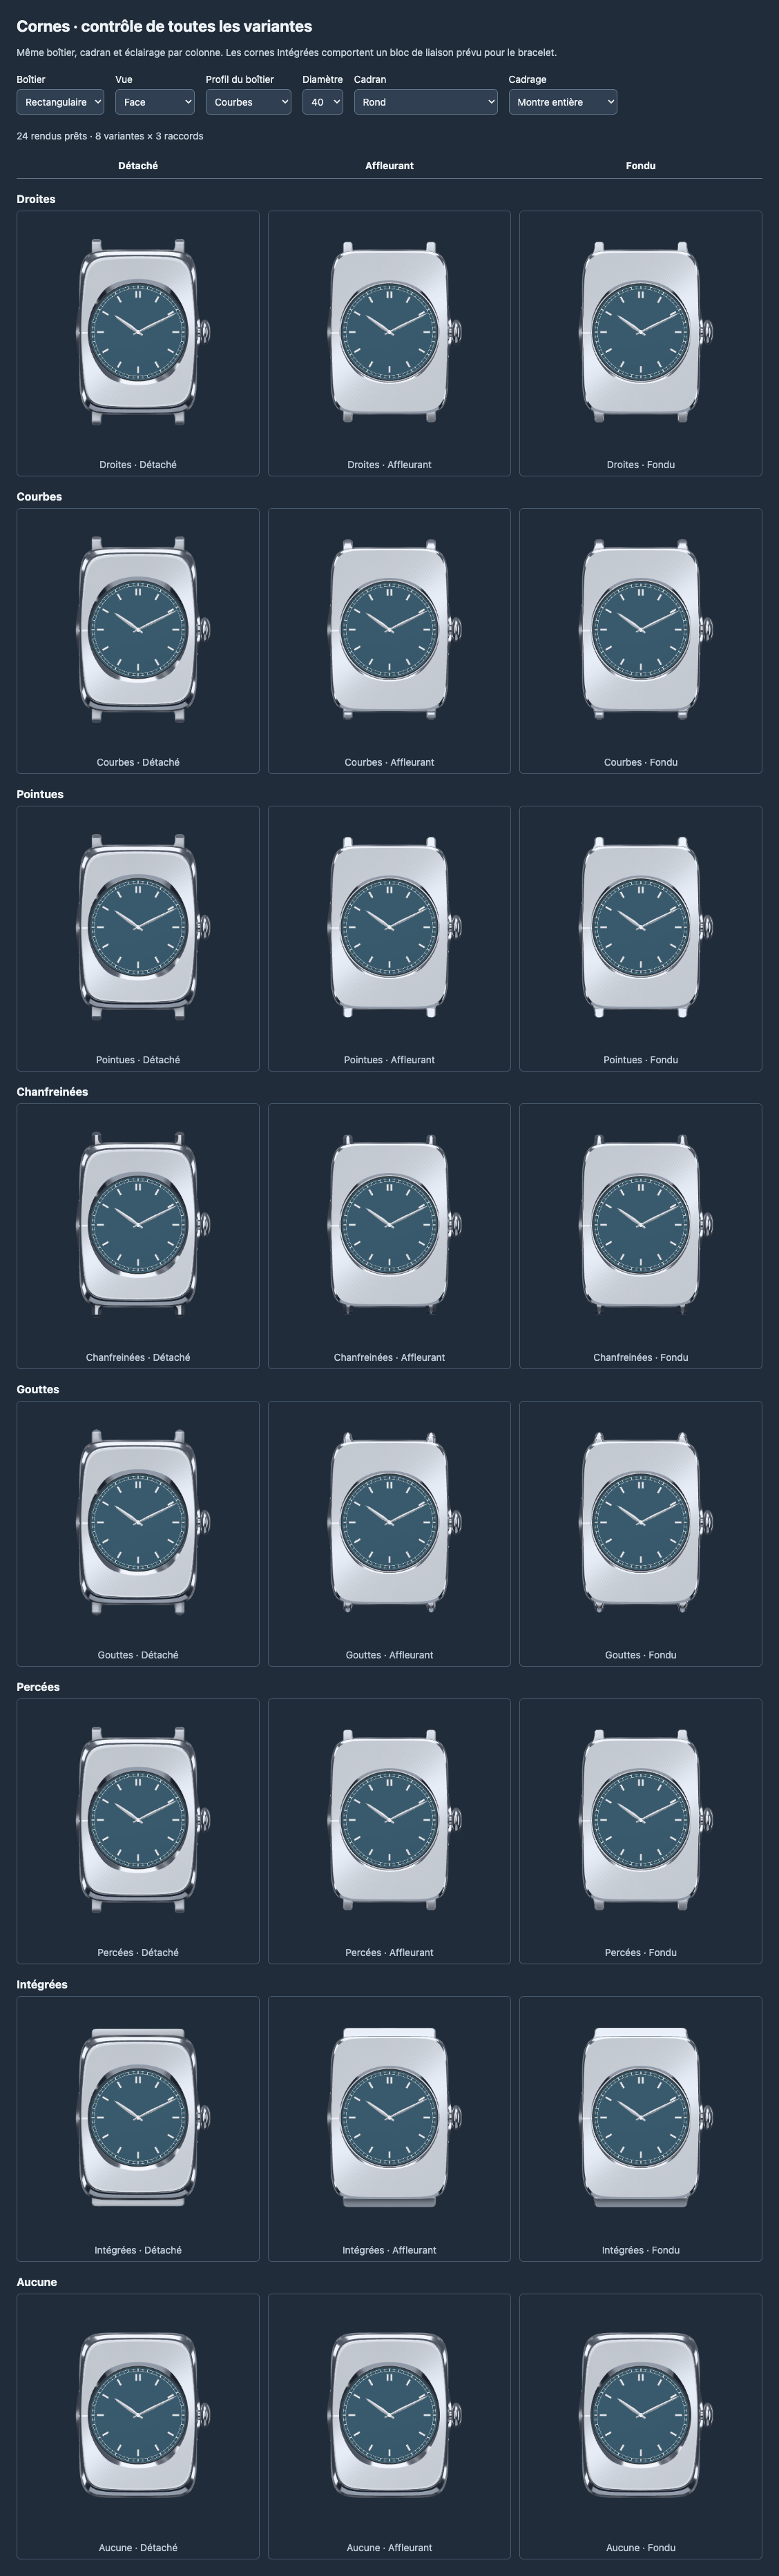 Cornes · contrôle de toutes les variantes
Même boîtier, cadran et éclairage par colonne. Les cornes Intégrées comportent un bloc de liaison prévu pour le bracelet.
Boîtier Vue Profil du boîtier Diamètre Cadran Cadrage
Rectangulaire Face Courbes 40 Rond Montre entière
24 rendus prêts · 8 variantes × 3 raccords
Détaché Affleurant Fondu
Droites
Droites · Détaché Droites · Affleurant Droites · Fondu
Courbes
Courbes · Détaché Courbes · Affleurant Courbes · Fondu
Pointues
Pointues · Détaché Pointues · Affleurant Pointues · Fondu
Chanfreinées
Chanfreinées · Détaché Chanfreinées · Affleurant Chanfreinées · Fondu
Gouttes
Gouttes · Détaché Gouttes · Affleurant Gouttes · Fondu
Percées
Percées · Détaché Percées · Affleurant Percées · Fondu
Intégrées
Intégrées · Détaché Intégrées · Affleurant Intégrées · Fondu
Aucune
Aucune · Détaché Aucune · Affleurant Aucune · Fondu